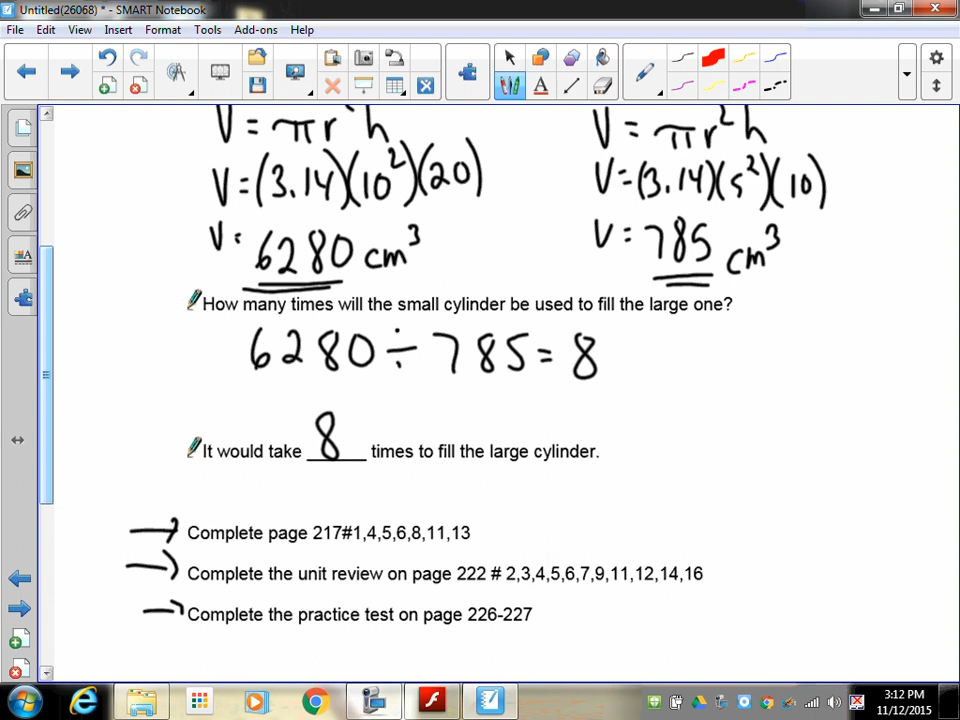 Untitled(26068) * - SMART Notebook
File Edit View Insert Format Tools Add-ons Help
V = πr²h V = πr²h
V = (3.14)(10²)(20) V = (3.14)(5²)(10)
V = 6280 cm³ V = 785 cm³
How many times will the small cylinder be used to fill the large one?
6280 ÷ 785 = 8
It would take 8 times to fill the large cylinder.
Complete page 217#1,4,5,6,8,11,13
Complete the unit review on page 222 # 2,3,4,5,6,7,9,11,12,14,16
Complete the practice test on page 226-227
3:12 PM
11/12/2015